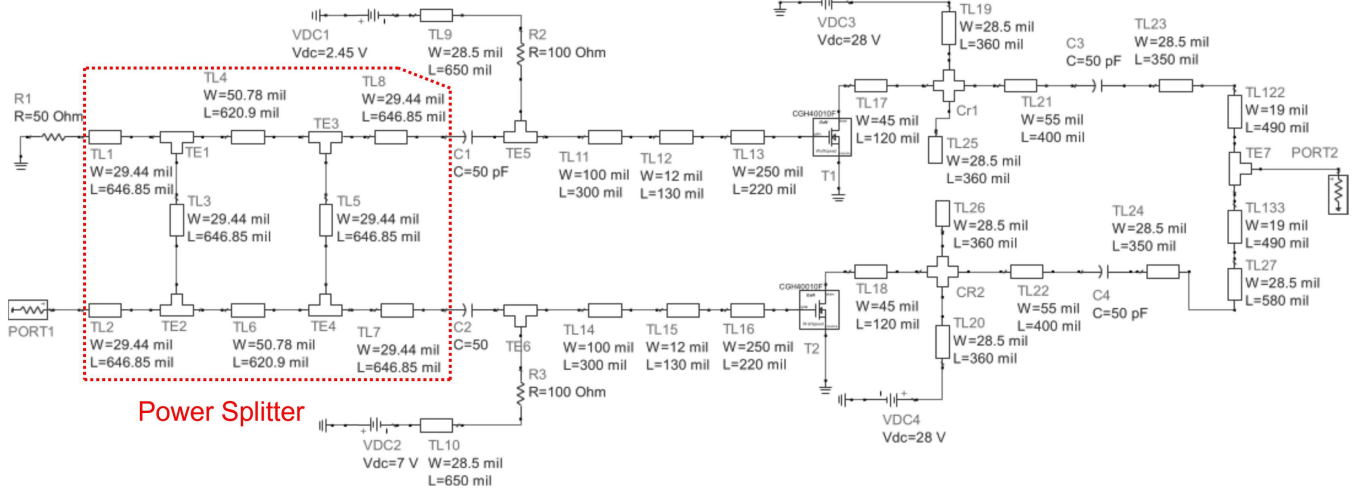 VDC1
Vdc=2.45 V
TL9
W=28.5 mil
L=650 mil
R2
R=100 Ohm
VDC3
Vdc=28 V
TL19
W=28.5 mil
L=360 mil
C3
C=50 pF
TL23
W=28.5 mil
L=350 mil
R1
R=50 Ohm
TL4
W=50.78 mil
L=620.9 mil
TL8
W=29.44 mil
L=646.85 mil
TL1
W=29.44 mil
L=646.85 mil
TE1
TE3
C1
C=50 pF
TE5
TL11
W=100 mil
L=300 mil
TL12
W=12 mil
L=130 mil
TL13
W=250 mil
L=220 mil
CGH40010F
T1
TL17
W=45 mil
L=120 mil
Cr1
TL21
W=55 mil
L=400 mil
TL25
W=28.5 mil
L=360 mil
TL122
W=19 mil
L=490 mil
TE7
PORT2
TL3
W=29.44 mil
L=646.85 mil
TL5
W=29.44 mil
L=646.85 mil
TL26
W=28.5 mil
L=360 mil
TL24
W=28.5 mil
L=350 mil
TL133
W=19 mil
L=490 mil
TL27
W=28.5 mil
L=580 mil
PORT1
TL2
W=29.44 mil
L=646.85 mil
TE2
TL6
W=50.78 mil
L=620.9 mil
TE4
TL7
W=29.44 mil
L=646.85 mil
C2
C=50
TE6
TL14
W=100 mil
L=300 mil
TL15
W=12 mil
L=130 mil
TL16
W=250 mil
L=220 mil
CGH40010F
T2
TL18
W=45 mil
L=120 mil
CR2
TL22
W=55 mil
L=400 mil
C4
C=50 pF
TL20
W=28.5 mil
L=360 mil
R3
R=100 Ohm
Power Splitter
VDC2
Vdc=7 V
TL10
W=28.5 mil
L=650 mil
VDC4
Vdc=28 V